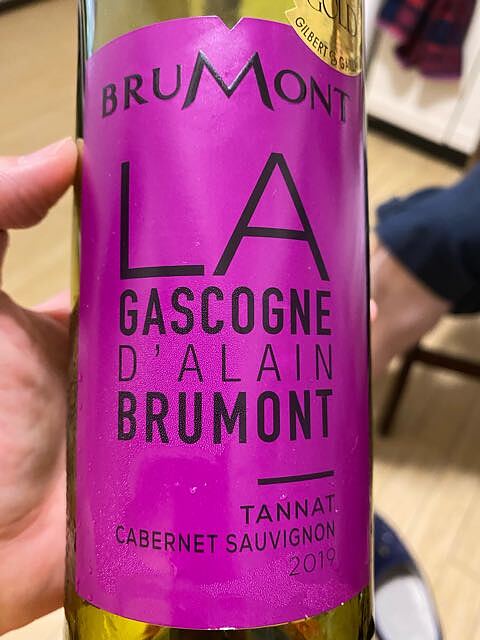 GOLD
GILBERT & GAILLARD
BRUMONT
LA
GASCOGNE
D'ALAIN
BRUMONT
TANNAT
CABERNET SAUVIGNON
2019